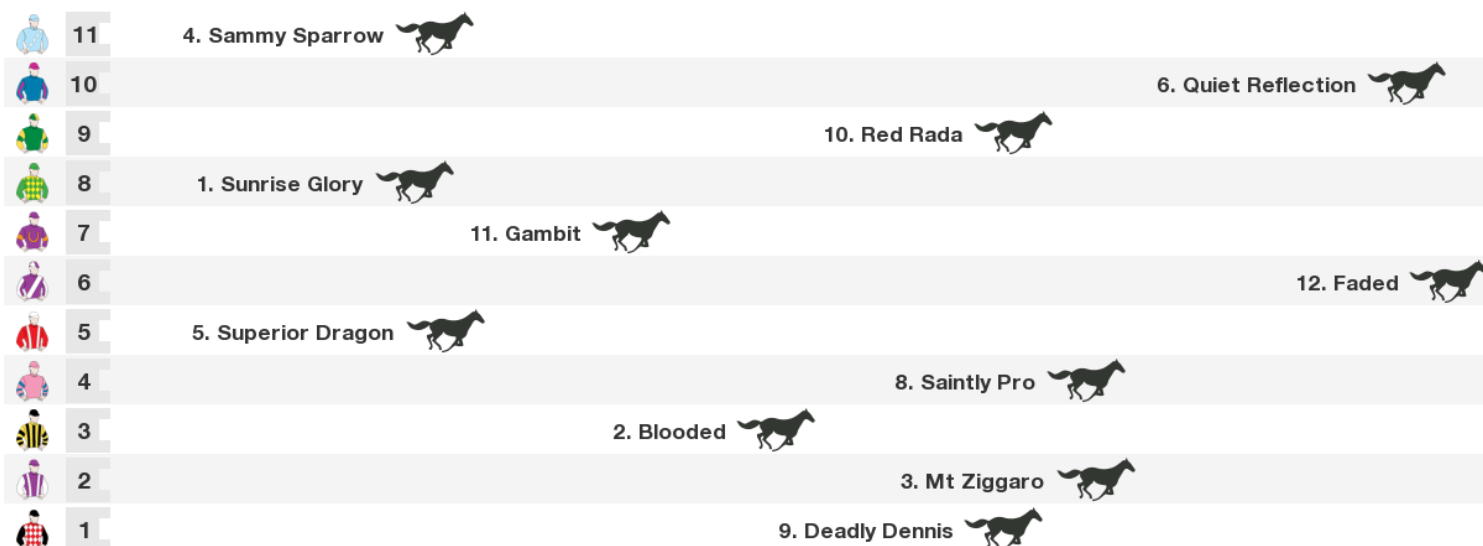 11 4. Sammy Sparrow
10 6. Quiet Reflection
9 10. Red Rada
8 1. Sunrise Glory
7 11. Gambit
6 12. Faded
5 5. Superior Dragon
4 8. Saintly Pro
3 2. Blooded
2 3. Mt Ziggaro
1 9. Deadly Dennis